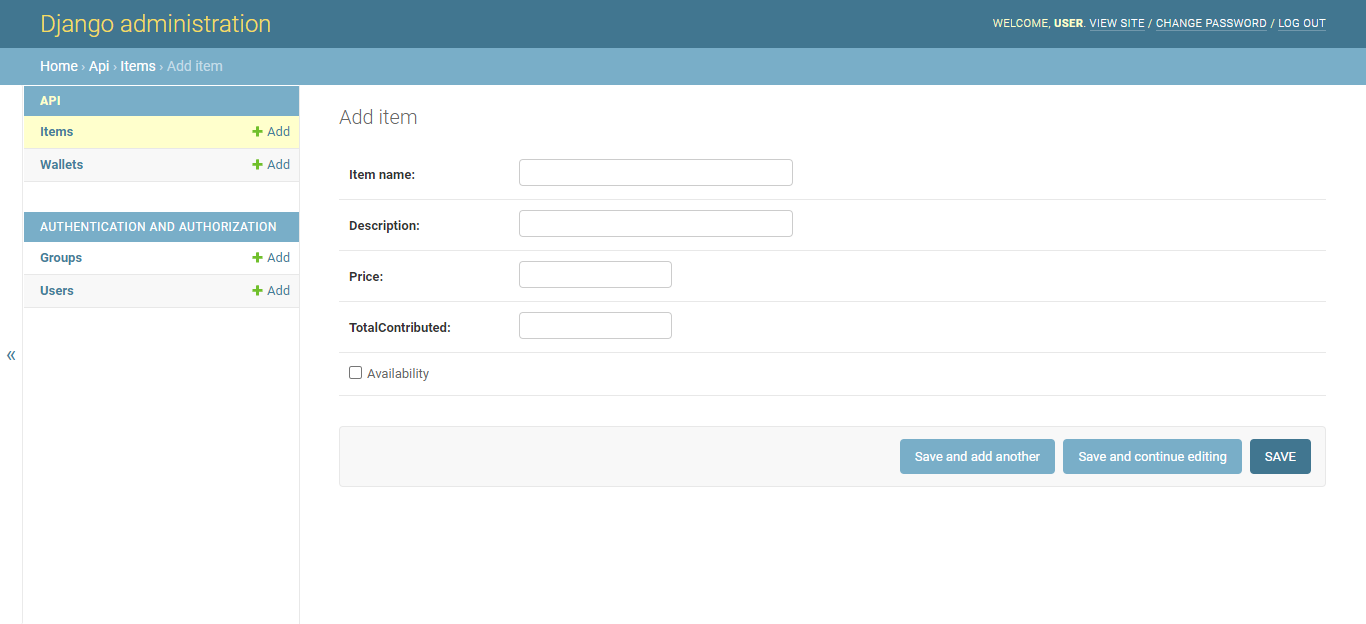 Django administration
WELCOME, USER. VIEW SITE / CHANGE PASSWORD / LOG OUT
Home › Api › Items › Add item
API
Items + Add
Wallets + Add
AUTHENTICATION AND AUTHORIZATION
Groups + Add
Users + Add
«
Add item
Item name:
Description:
Price:
TotalContributed:
Availability
Save and add another Save and continue editing SAVE